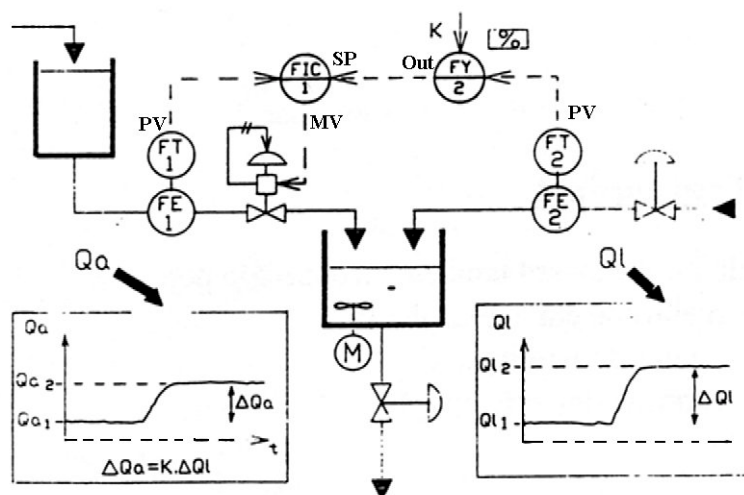 K
%
SP
Out
FIC
1
FY
2
PV
MV
PV
FT
1
FT
2
FE
1
FE
2
Qa
Ql
M
Qa
Qa 2
Qa 1
ΔQa
t
ΔQa=K.ΔQl
Ql
Ql 2
Ql 1
ΔQl